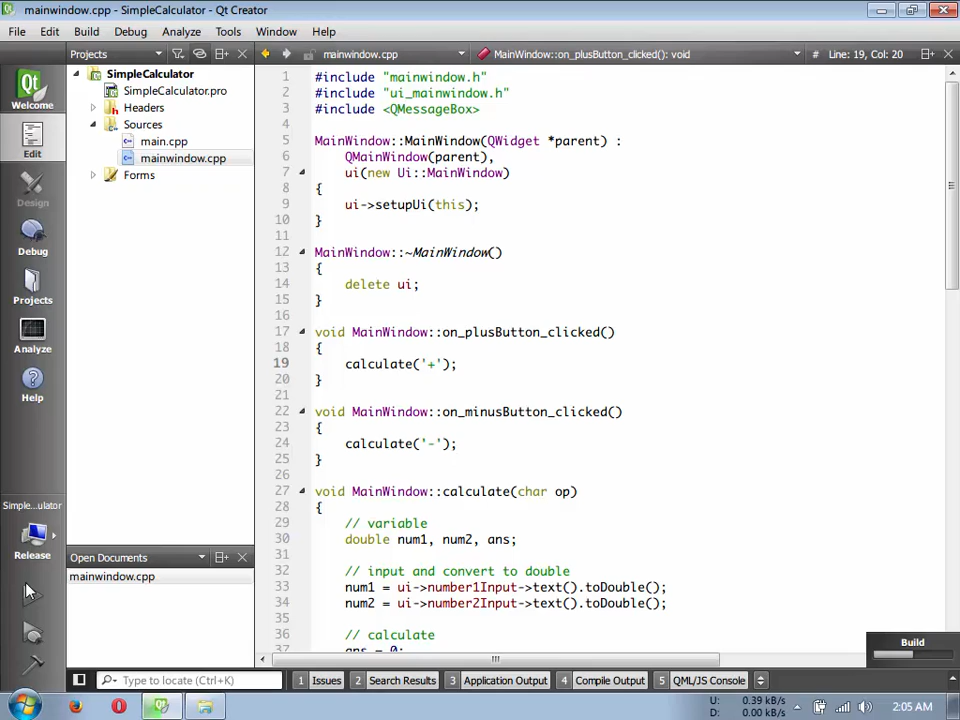 mainwindow.cpp - SimpleCalculator - Qt Creator
File Edit Build Debug Analyze Tools Window Help
Projects mainwindow.cpp MainWindow::on_plusButton_clicked(): void # Line: 19, Col: 20
Welcome
Edit
Design
Debug
Projects
Analyze
Help
Simple...ulator
Release
SimpleCalculator
SimpleCalculator.pro
Headers
Sources
main.cpp
mainwindow.cpp
Forms
Open Documents
mainwindow.cpp
1 #include "mainwindow.h"
2 #include "ui_mainwindow.h"
3 #include <QMessageBox>
4
5 MainWindow::MainWindow(QWidget *parent) :
6 QMainWindow(parent),
7 ui(new Ui::MainWindow)
8 {
9 ui->setupUi(this);
10 }
11
12 MainWindow::~MainWindow()
13 {
14 delete ui;
15 }
16
17 void MainWindow::on_plusButton_clicked()
18 {
19 calculate('+');
20 }
21
22 void MainWindow::on_minusButton_clicked()
23 {
24 calculate('-');
25 }
26
27 void MainWindow::calculate(char op)
28 {
29 // variable
30 double num1, num2, ans;
31
32 // input and convert to double
33 num1 = ui->number1Input->text().toDouble();
34 num2 = ui->number2Input->text().toDouble();
35
36 // calculate
37 ans = 0;
Build
Type to locate (Ctrl+K) 1 Issues 2 Search Results 3 Application Output 4 Compile Output 5 QML/JS Console
U: 0.39 kB/s
D: 0.00 kB/s
2:05 AM